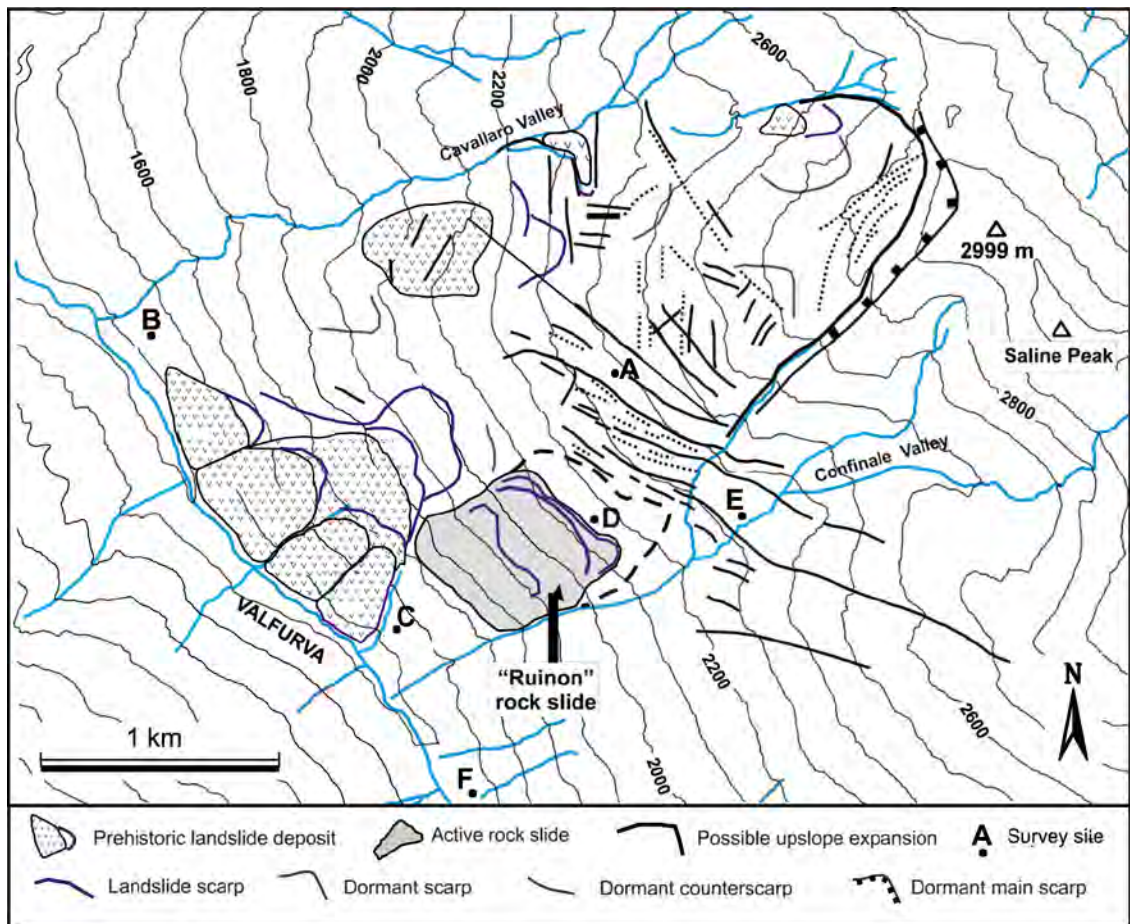 2600
2000
1800
2200
Cavallaro Valley
1600
2999 m
B
Saline Peak
A
2800
Confinale Valley
E
D
VALFURVA
C
"Ruinon"
rock slide
2200
N
2600
1 km
2000
F
Prehistoric landslide deposit
Active rock slide
Possible upslope expansion
A
Survey site
Landslide scarp
Dormant scarp
Dormant counterscarp
Dormant main scarp